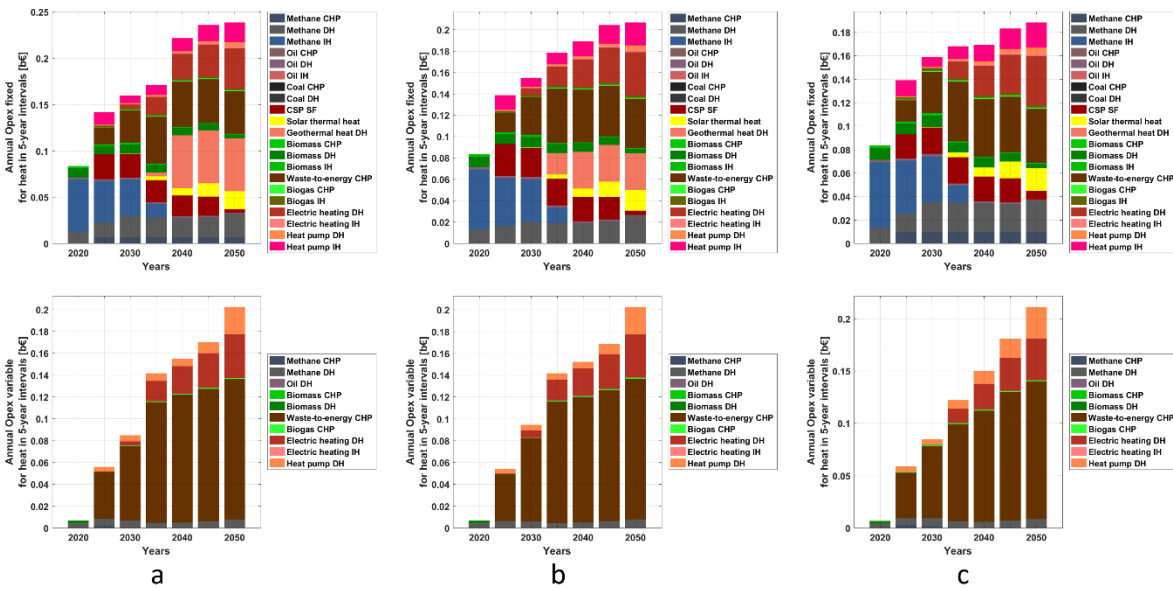 Annual Opex fixed
for heat in 5-year intervals [b€]
0.25
0.2
0.15
0.1
0.05
0
2020
2030
2040
2050
Years
Methane CHP
Methane DH
Methane IH
Oil CHP
Oil DH
Oil IH
Coal CHP
Coal DH
CSP SF
Solar thermal heat
Geothermal heat DH
Biomass CHP
Biomass DH
Biomass IH
Waste-to-energy CHP
Biogas CHP
Biogas IH
Electric heating DH
Electric heating IH
Heat pump DH
Heat pump IH
Annual Opex fixed
for heat in 5-year intervals [b€]
0.2
0.18
0.16
0.14
0.12
0.1
0.08
0.06
0.04
0.02
0
2020
2030
2040
2050
Years
Methane CHP
Methane DH
Methane IH
Oil CHP
Oil DH
Oil IH
Coal CHP
Coal DH
CSP SF
Solar thermal heat
Geothermal heat DH
Biomass CHP
Biomass DH
Biomass IH
Waste-to-energy CHP
Biogas CHP
Biogas IH
Electric heating DH
Electric heating IH
Heat pump DH
Heat pump IH
Annual Opex fixed
for heat in 5-year intervals [b€]
0.18
0.16
0.14
0.12
0.1
0.08
0.06
0.04
0.02
0
2020
2030
2040
2050
Years
Methane CHP
Methane DH
Methane IH
Oil CHP
Oil DH
Oil IH
Coal CHP
Coal DH
CSP SF
Solar thermal heat
Geothermal heat DH
Biomass CHP
Biomass DH
Biomass IH
Waste-to-energy CHP
Biogas CHP
Biogas IH
Electric heating DH
Electric heating IH
Heat pump DH
Heat pump IH
Annual Opex variable
for heat in 5-year intervals [b€]
0.2
0.18
0.16
0.14
0.12
0.1
0.08
0.06
0.04
0.02
0
2020
2030
2040
2050
Years
Methane CHP
Methane DH
Oil DH
Biomass CHP
Biomass DH
Waste-to-energy CHP
Biogas CHP
Electric heating DH
Electric heating IH
Heat pump DH
Annual Opex variable
for heat in 5-year intervals [b€]
0.2
0.18
0.16
0.14
0.12
0.1
0.08
0.06
0.04
0.02
0
2020
2030
2040
2050
Years
Methane CHP
Methane DH
Oil DH
Biomass CHP
Biomass DH
Waste-to-energy CHP
Biogas CHP
Electric heating DH
Electric heating IH
Heat pump DH
Annual Opex variable
for heat in 5-year intervals [b€]
0.2
0.15
0.1
0.05
0
2020
2030
2040
2050
Years
Methane CHP
Methane DH
Oil DH
Biomass CHP
Biomass DH
Waste-to-energy CHP
Biogas CHP
Electric heating DH
Electric heating IH
Heat pump DH
a
b
c